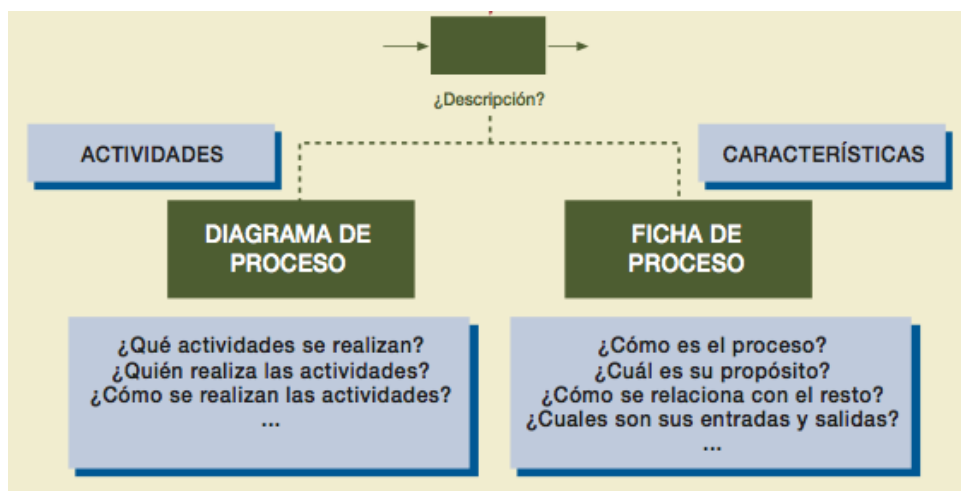 ¿Descripción?
ACTIVIDADES
CARACTERÍSTICAS
DIAGRAMA DE
PROCESO
FICHA DE
PROCESO
¿Qué actividades se realizan?
¿Quién realiza las actividades?
¿Cómo se realizan las actividades?
...
¿Cómo es el proceso?
¿Cuál es su propósito?
¿Cómo se relaciona con el resto?
¿Cuales son sus entradas y salidas?
...